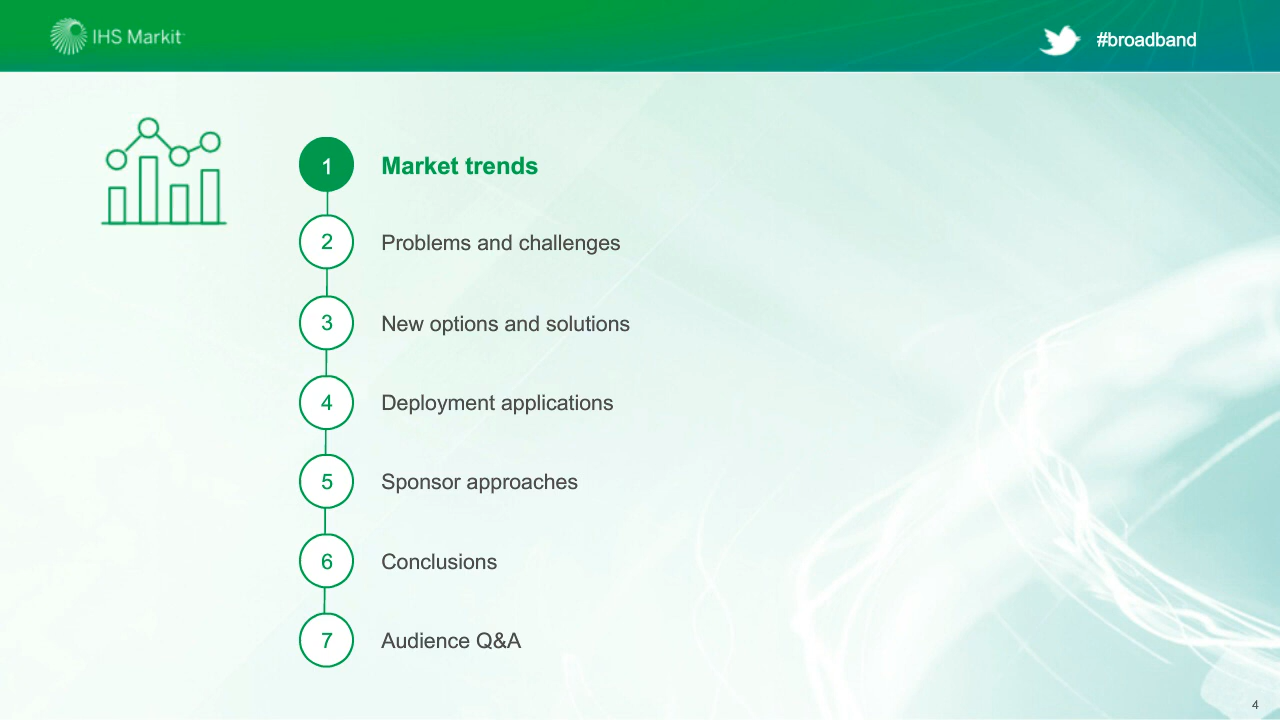 IHS Markit
#broadband
1 Market trends
2 Problems and challenges
3 New options and solutions
4 Deployment applications
5 Sponsor approaches
6 Conclusions
7 Audience Q&A
4